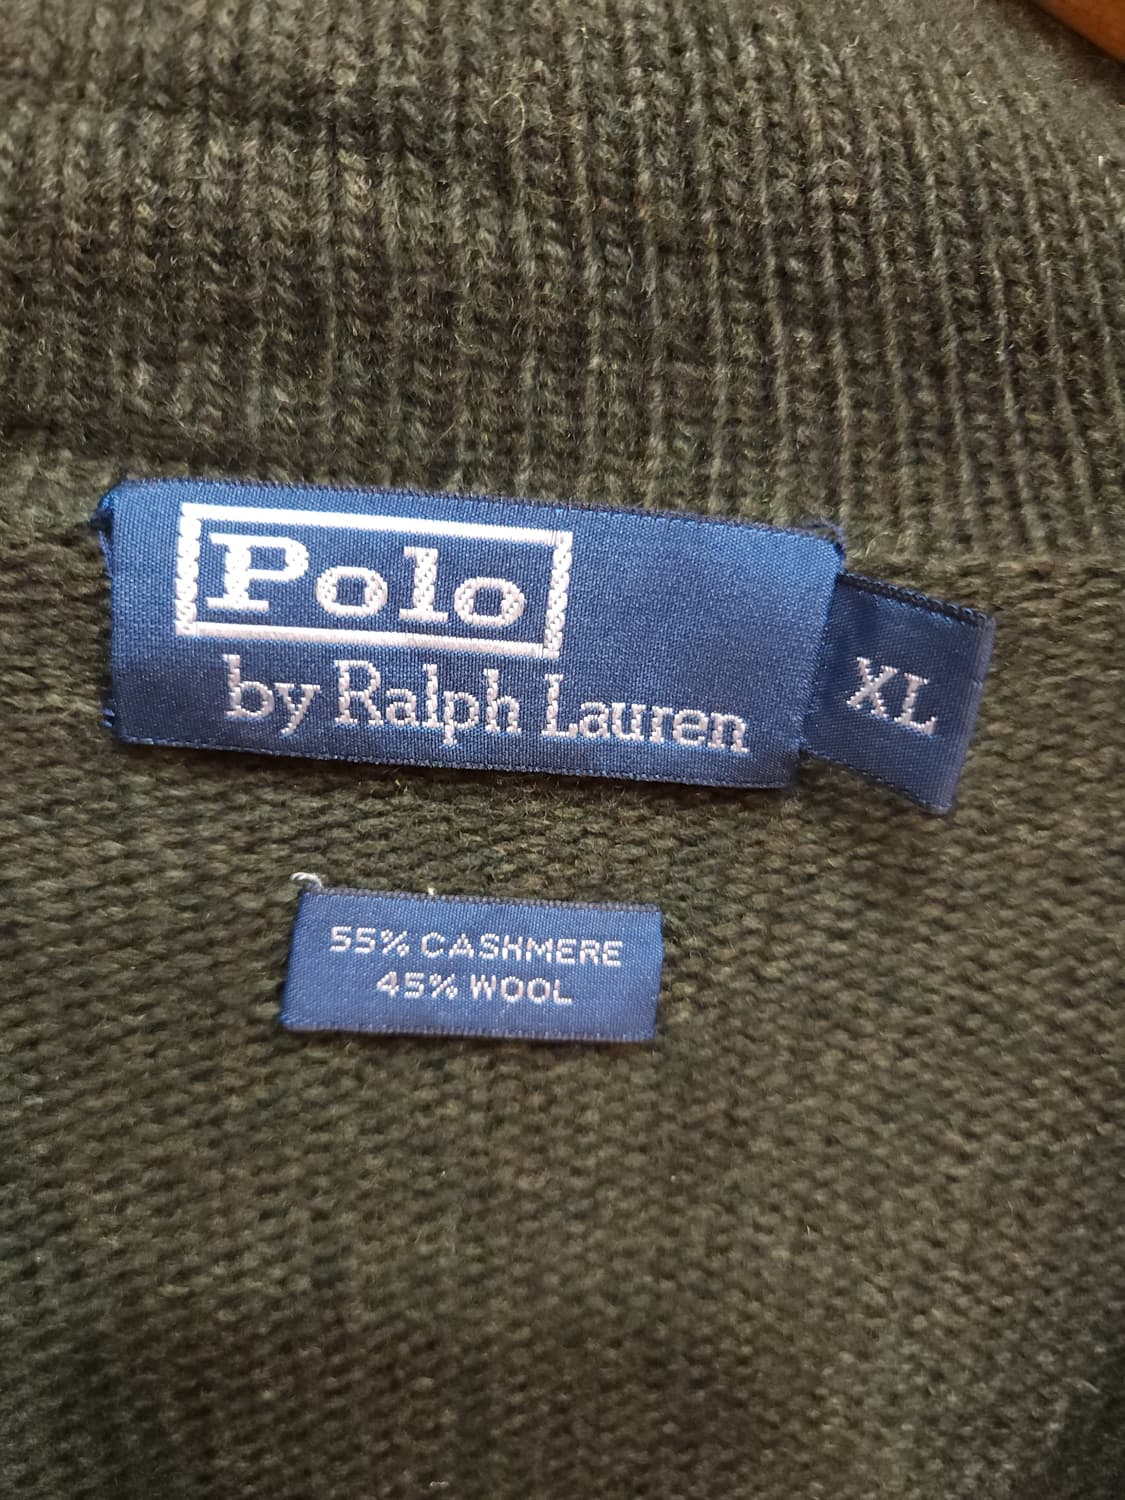 Polo
by Ralph Lauren
XL
55% CASHMERE
45% WOOL